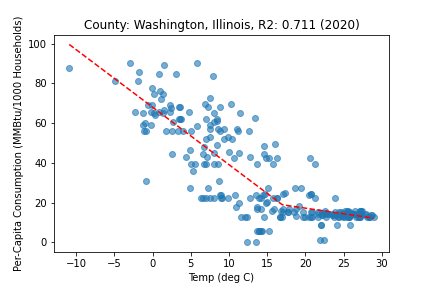 County: Washington, Illinois, R2: 0.711 (2020)
Per-Capita Consumption (MMBtu/1000 Households)
100
80
60
40
20
0
−10 −5 0 5 10 15 20 25 30
Temp (deg C)